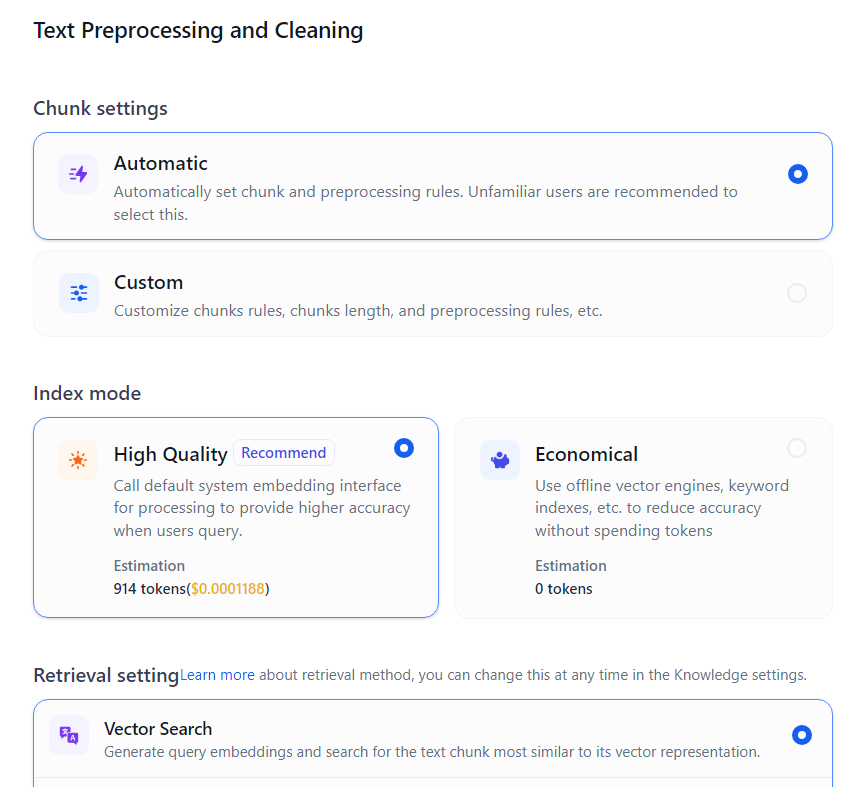 Text Preprocessing and Cleaning
Chunk settings
Automatic
Automatically set chunk and preprocessing rules. Unfamiliar users are recommended to
select this.
Custom
Customize chunks rules, chunks length, and preprocessing rules, etc.
Index mode
High Quality Recommend
Call default system embedding interface
for processing to provide higher accuracy
when users query.
Estimation
914 tokens($0.0001188)
Economical
Use offline vector engines, keyword
indexes, etc. to reduce accuracy
without spending tokens
Estimation
0 tokens
Retrieval settingLearn more about retrieval method, you can change this at any time in the Knowledge settings.
Vector Search
Generate query embeddings and search for the text chunk most similar to its vector representation.